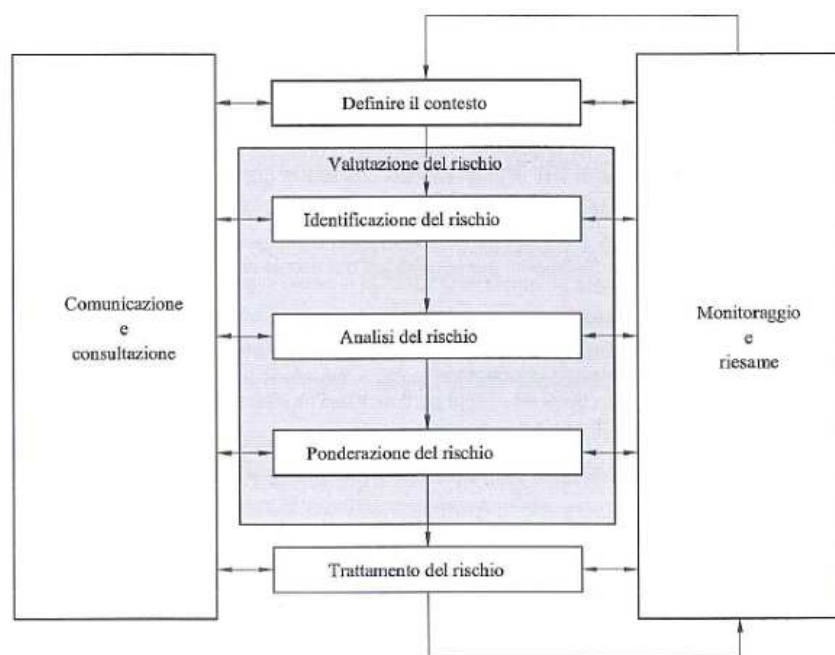 Definire il contesto
Valutazione del rischio
Identificazione del rischio
Analisi del rischio
Ponderazione del rischio
Trattamento del rischio
Comunicazione
e
consultazione
Monitoraggio
e
riesame